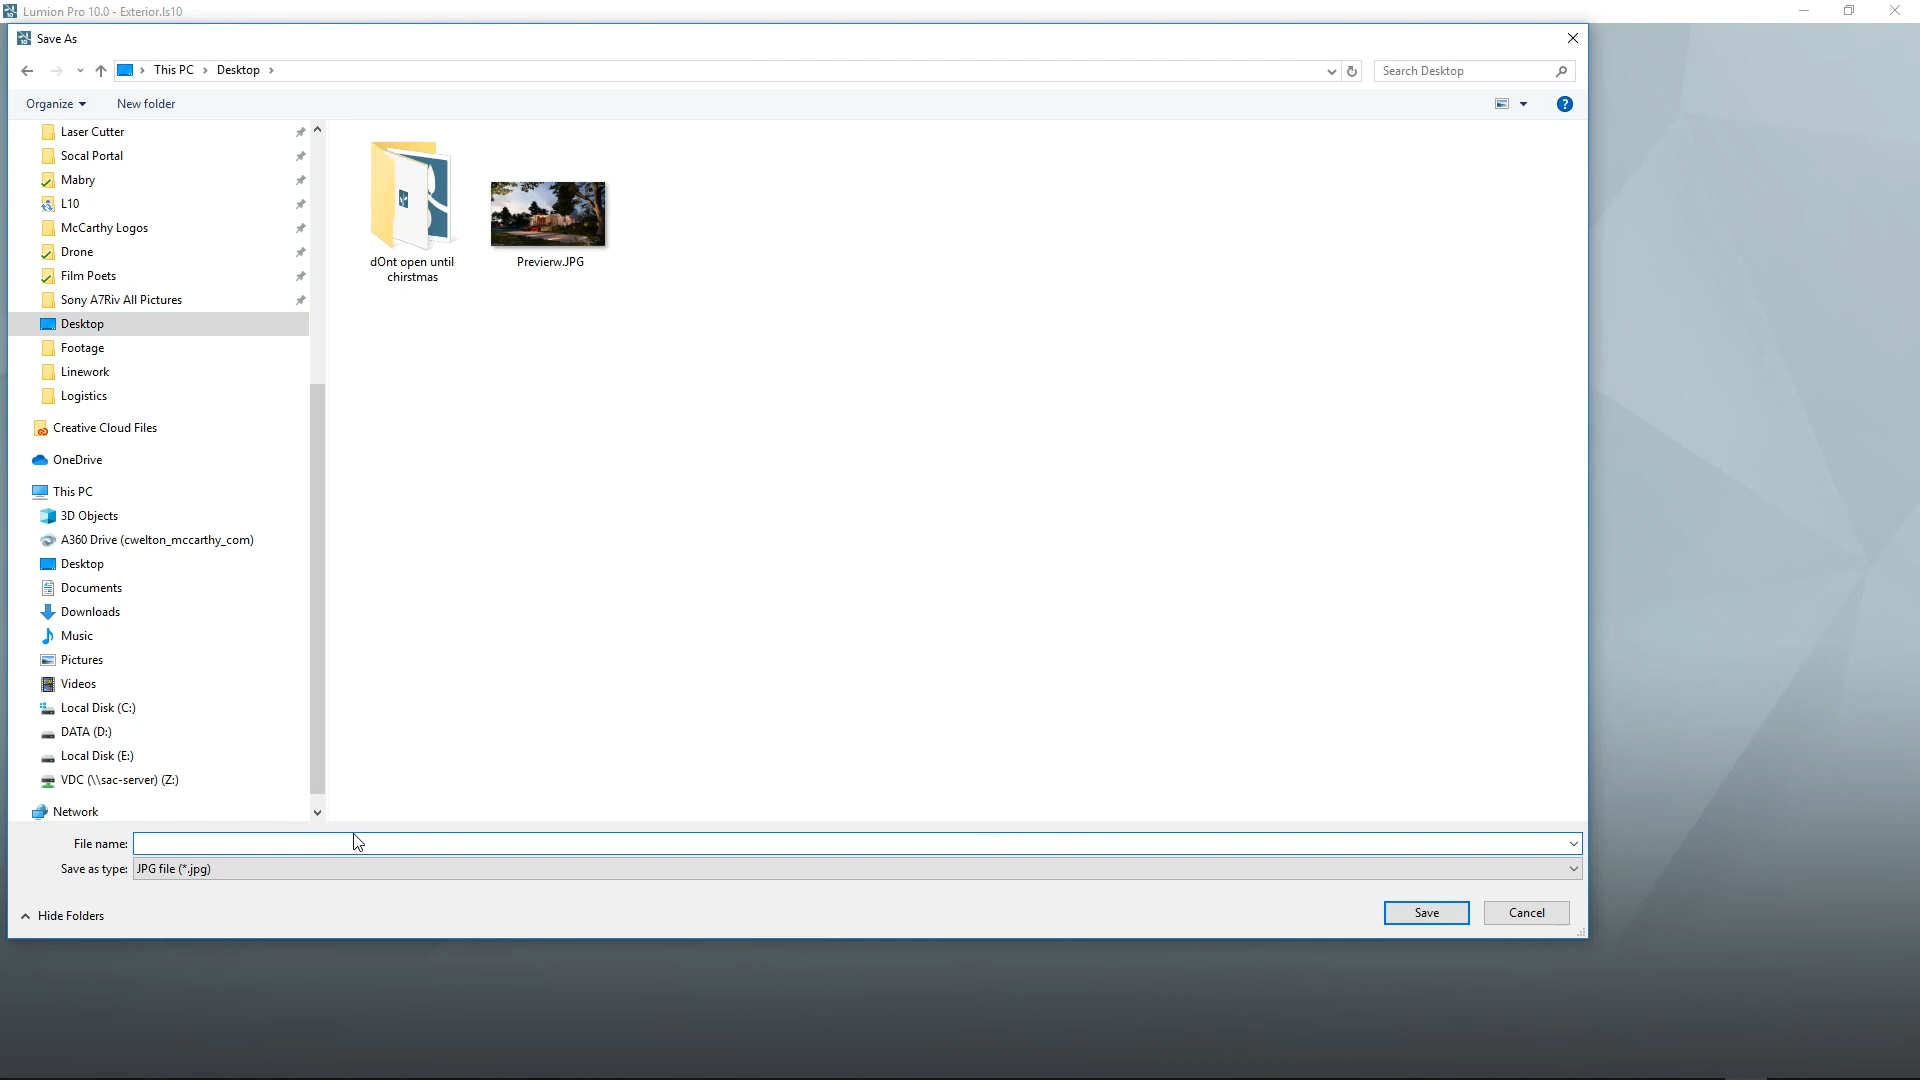 Lumion Pro 10.0 - Exterior.ls10
Save As
This PC
Desktop
Search Desktop
Organize
New folder
?
Laser Cutter
Socal Portal
Mabry
L10
McCarthy Logos
Drone
Film Poets
Sony A7Riv All Pictures
Desktop
Footage
Linework
Logistics
Creative Cloud Files
OneDrive
This PC
3D Objects
A360 Drive (cwelton_mccarthy_com)
Desktop
Documents
Downloads
Music
Pictures
Videos
Local Disk (C:)
DATA (D:)
Local Disk (E:)
VDC (\\sac-server) (Z:)
Network
dOnt open until
chirstmas
Previerw.JPG
File name:
Save as type: JPG file (*.jpg)
Hide Folders
Save
Cancel